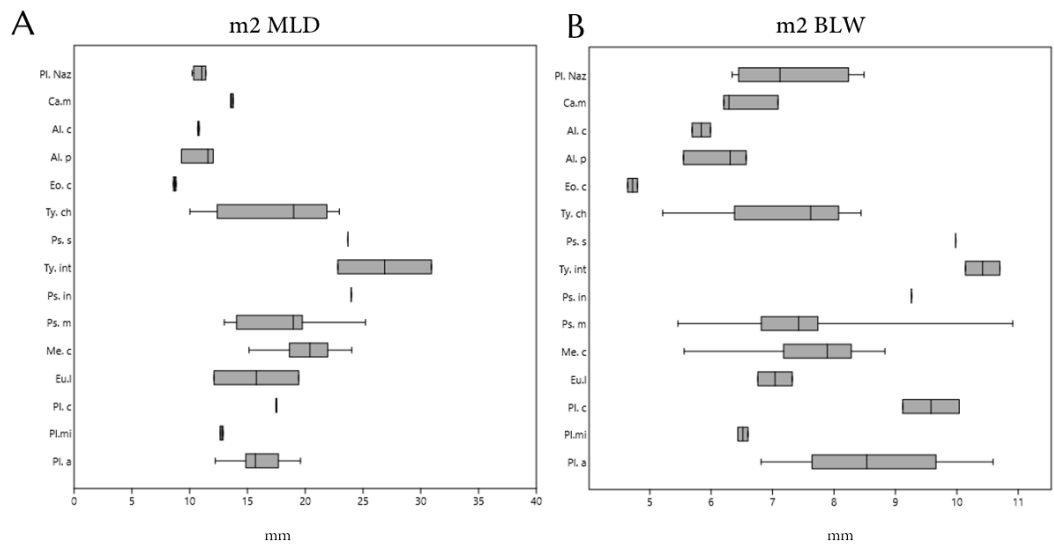 A
m2 MLD
Pl. Naz
Ca.m
Al. c
Al. p
Eo. c
Ty. ch
Ps. s
Ty. int
Ps. in
Ps. m
Me. c
Eu.l
Pl. c
Pl.mi
Pl. a
0 5 10 15 20 25 30 35 40
mm
B
m2 BLW
Pl. Naz
Ca.m
Al. c
Al. p
Eo. c
Ty. ch
Ps. s
Ty. int
Ps. in
Ps. m
Me. c
Eu.l
Pl. c
Pl.mi
Pl. a
5 6 7 8 9 10 11
mm